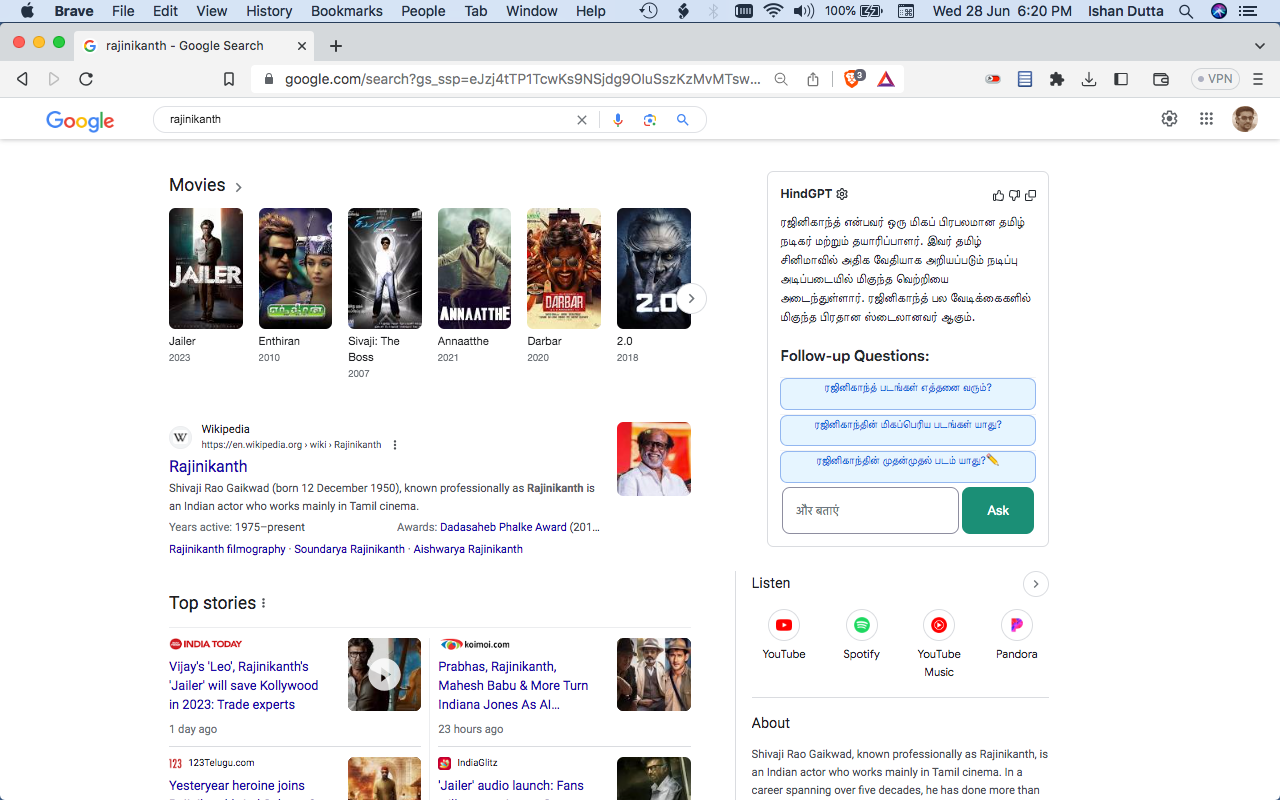 Brave File Edit View History Bookmarks People Tab Window Help 100% Wed 28 Jun 6:20 PM Ishan Dutta
rajinikanth - Google Search
google.com/search?gs_ssp=eJzj4tTP1TcwKs9NSjdg9OluSszKzMvMTsw... 3 VPN
Google
rajinikanth
Movies
JAILER
ANNAATTHE
DARBAR
2.0
Jailer
2023
Enthiran
2010
Sivaji: The
Boss
2007
Annaatthe
2021
Darbar
2020
2.0
2018
W
Wikipedia
https://en.wikipedia.org › wiki › Rajinikanth
Rajinikanth
Shivaji Rao Gaikwad (born 12 December 1950), known professionally as Rajinikanth is
an Indian actor who works mainly in Tamil cinema.
Years active: 1975–present
Awards: Dadasaheb Phalke Award (201...
Rajinikanth filmography · Soundarya Rajinikanth · Aishwarya Rajinikanth
Top stories
INDIA TODAY
Vijay's 'Leo', Rajinikanth's
'Jailer' will save Kollywood
in 2023: Trade experts
1 day ago
koimoi.com
Prabhas, Rajinikanth,
Mahesh Babu & More Turn
Indiana Jones As AI...
23 hours ago
123 123Telugu.com
Yesteryear heroine joins
IndiaGlitz
'Jailer' audio launch: Fans
HindGPT
ரஜினிகாந்த் என்பவர் ஒரு மிகப் பிரபலமான தமிழ்
நடிகர் மற்றும் தயாரிப்பாளர். இவர் தமிழ்
சினிமாவில் அதிக வேதியாக அறியப்படும் நடிப்பு
அடிப்படையில் மிகுந்த வெற்றியை
அடைந்துள்ளார். ரஜினிகாந்த் பல வேடிக்கைகளில்
மிகுந்த பிரதான ஸ்டைலானவர் ஆகும்.
Follow-up Questions:
ரஜினிகாந்த் படங்கள் எத்தனை வரும்?
ரஜினிகாந்தின் மிகப்பெரிய படங்கள் யாது?
ரஜினிகாந்தின் முதன்முதல் படம் யாது?✏️
और बताएं
Ask
Listen
YouTube
Spotify
YouTube
Music
Pandora
About
Shivaji Rao Gaikwad, known professionally as Rajinikanth, is
an Indian actor who works mainly in Tamil cinema. In a
career spanning over five decades, he has done more than